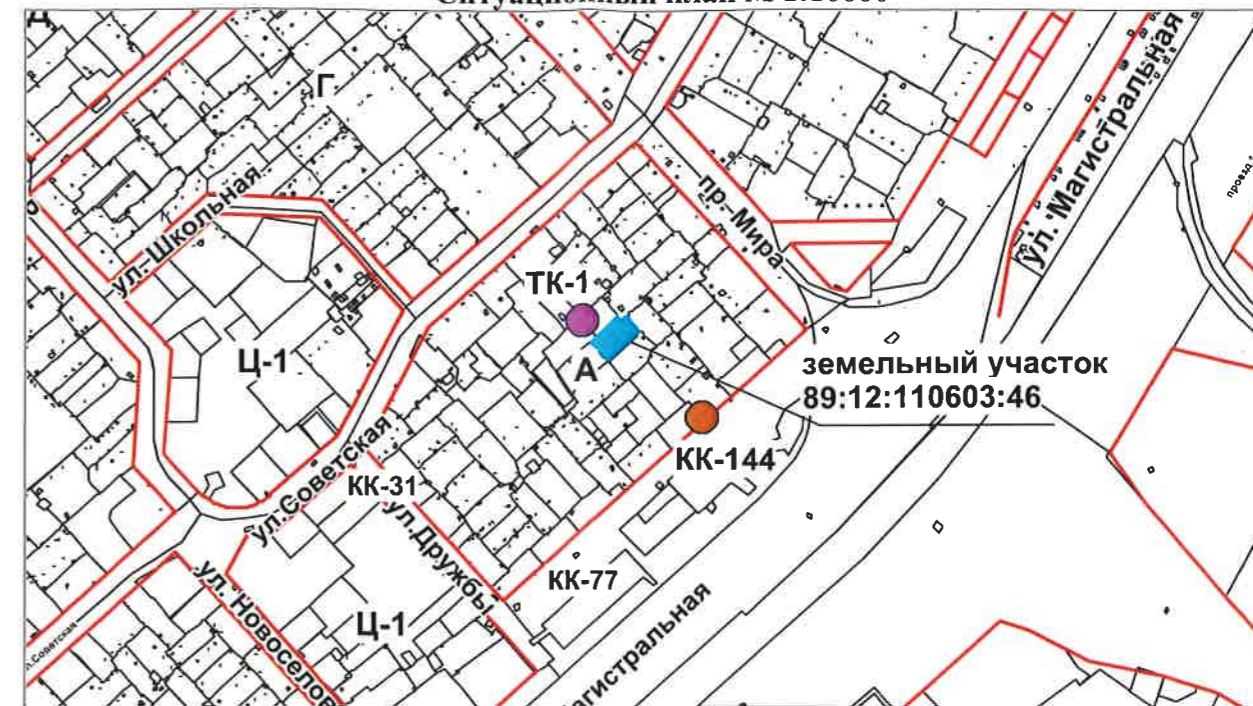 Г
ул. Школьная
ул. Магистральная
пр. Мира
ТК-1
Ц-1
А
земельный участок
89:12:110603:46
КК-144
ул.Советская
КК-31
ул.Дружбы
КК-77
ул. Новоселов
Ц-1